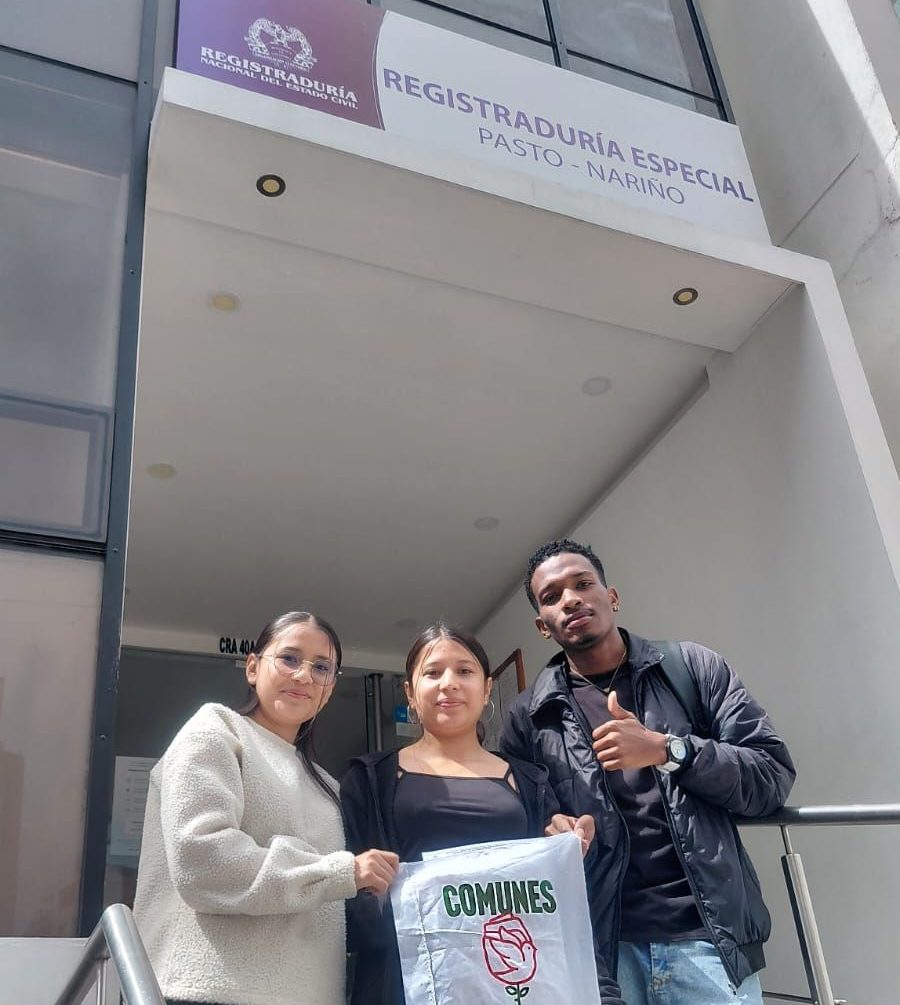 REGISTRADURÍA
NACIONAL DEL ESTADO CIVIL
REGISTRADURÍA ESPECIAL
PASTO - NARIÑO
CRA 40A
COMUNES